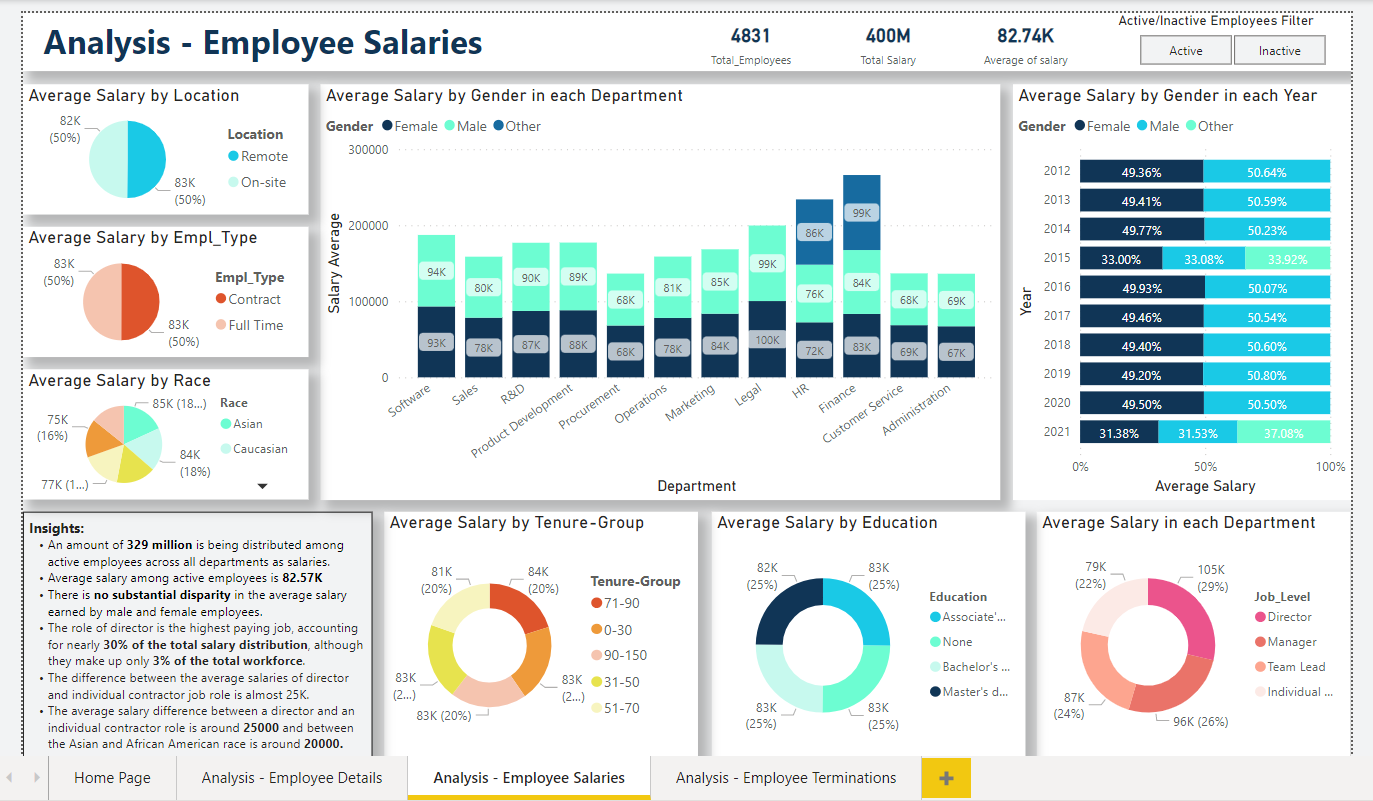 Analysis - Employee Salaries
4831
Total_Employees
400M
Total Salary
82.74K
Average of salary
Active/Inactive Employees Filter
Active
Inactive
Average Salary by Location
82K
(50%)
83K
(50%)
Location
Remote
On-site
Average Salary by Empl_Type
83K
(50%)
83K
(50%)
Empl_Type
Contract
Full Time
Average Salary by Race
85K (18...)
75K
(16%)
84K
(18%)
77K (1...)
Race
Asian
Caucasian
Average Salary by Gender in each Department
Gender Female Male Other
Salary Average
300000
200000
100000
0
94K
93K
80K
78K
90K
87K
89K
88K
68K
68K
81K
78K
85K
84K
99K
100K
86K
76K
72K
99K
84K
83K
68K
69K
69K
67K
Software
Sales
R&D
Product Development
Procurement
Operations
Marketing
Legal
HR
Finance
Customer Service
Administration
Department
Average Salary by Gender in each Year
Gender Female Male Other
Year
2012 49.36% 50.64%
2013 49.41% 50.59%
2014 49.77% 50.23%
2015 33.00% 33.08% 33.92%
2016 49.93% 50.07%
2017 49.46% 50.54%
2018 49.40% 50.60%
2019 49.20% 50.80%
2020 49.50% 50.50%
2021 31.38% 31.53% 37.08%
0% 50% 100%
Average Salary
Insights:
• An amount of 329 million is being distributed among
active employees across all departments as salaries.
• Average salary among active employees is 82.57K
• There is no substantial disparity in the average salary
earned by male and female employees.
• The role of director is the highest paying job, accounting
for nearly 30% of the total salary distribution, although
they make up only 3% of the total workforce.
• The difference between the average salaries of director
and individual contractor job role is almost 25K.
• The average salary difference between a director and an
individual contractor role is around 25000 and between
the Asian and African American race is around 20000.
Average Salary by Tenure-Group
81K
(20%)
84K
(20%)
83K
(2...)
83K
(2...)
83K (20%)
Tenure-Group
71-90
0-30
90-150
31-50
51-70
Average Salary by Education
82K
(25%)
83K
(25%)
83K
(25%)
83K
(25%)
Education
Associate'...
None
Bachelor's ...
Master's d...
Average Salary in each Department
79K
(22%)
105K
(29%)
87K
(24%)
96K (26%)
Job_Level
Director
Manager
Team Lead
Individual ...
Home Page
Analysis - Employee Details
Analysis - Employee Salaries
Analysis - Employee Terminations
+